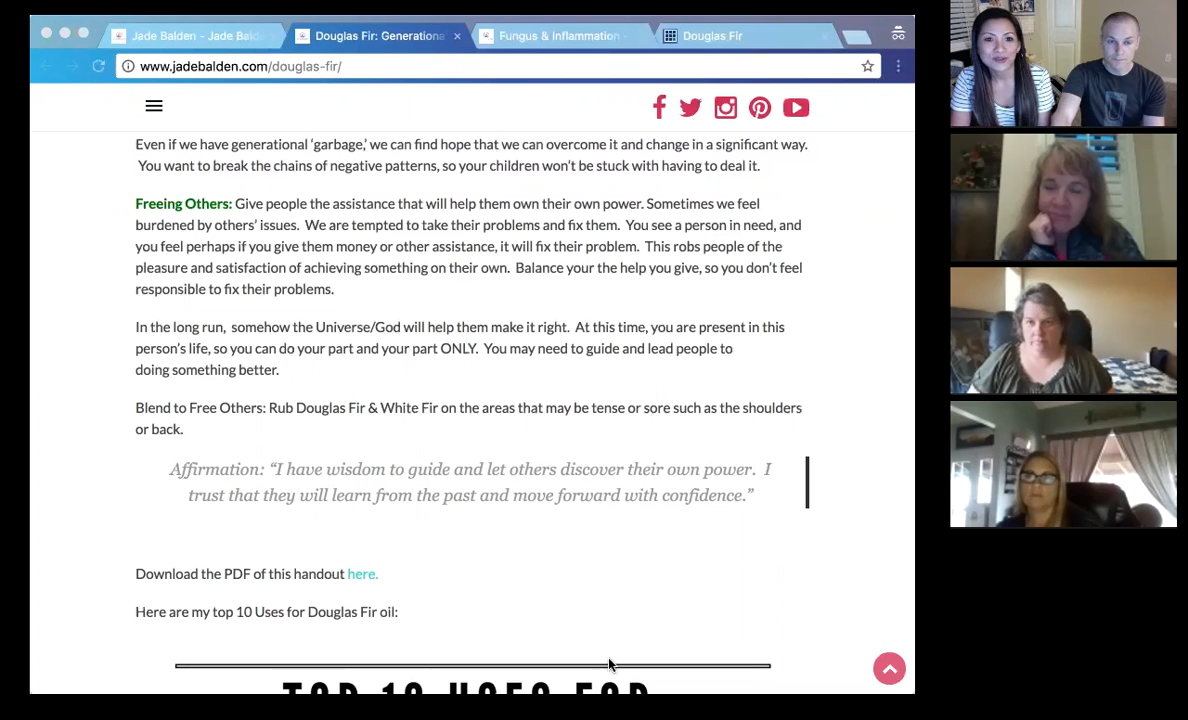 Jade Balden - Jade Balde
Douglas Fir: Generationa
Fungus & Inflammation -
Douglas Fir
www.jadebalden.com/douglas-fir/
Even if we have generational 'garbage,' we can find hope that we can overcome it and change in a significant way.
You want to break the chains of negative patterns, so your children won't be stuck with having to deal it.
Freeing Others: Give people the assistance that will help them own their own power. Sometimes we feel
burdened by others' issues. We are tempted to take their problems and fix them. You see a person in need, and
you feel perhaps if you give them money or other assistance, it will fix their problem. This robs people of the
pleasure and satisfaction of achieving something on their own. Balance your the help you give, so you don't feel
responsible to fix their problems.
In the long run, somehow the Universe/God will help them make it right. At this time, you are present in this
person's life, so you can do your part and your part ONLY. You may need to guide and lead people to
doing something better.
Blend to Free Others: Rub Douglas Fir & White Fir on the areas that may be tense or sore such as the shoulders
or back.
Affirmation: “I have wisdom to guide and let others discover their own power. I
trust that they will learn from the past and move forward with confidence.”
Download the PDF of this handout here.
Here are my top 10 Uses for Douglas Fir oil:
TOP 10 USES FOR